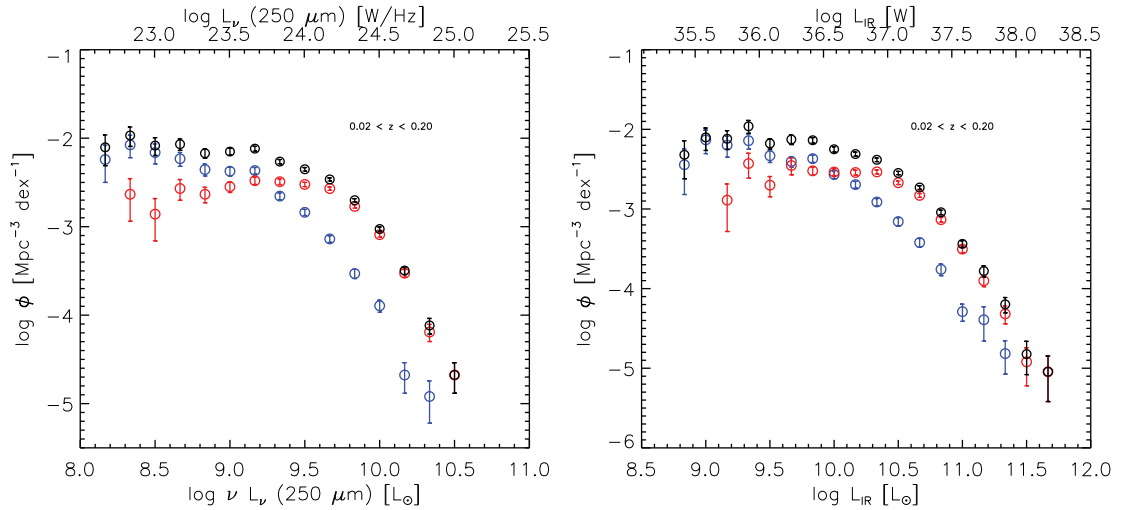 log Lν (250 μm) [W/Hz]
23.0 23.5 24.0 24.5 25.0 25.5
−1
−2
−3
−4
−5
log ϕ [Mpc⁻³ dex⁻¹]
0.02 < z < 0.20
8.0 8.5 9.0 9.5 10.0 10.5 11.0
log ν Lν (250 μm) [L⊙]
log LIR [W]
35.5 36.0 36.5 37.0 37.5 38.0 38.5
−1
−2
−3
−4
−5
−6
log ϕ [Mpc⁻³ dex⁻¹]
0.02 < z < 0.20
8.5 9.0 9.5 10.0 10.5 11.0 11.5 12.0
log LIR [L⊙]